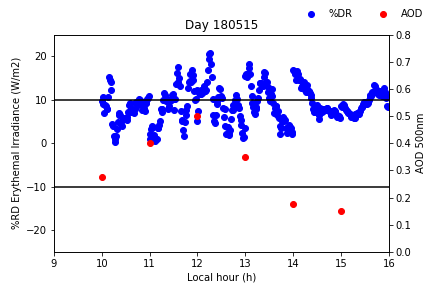 %DR AOD
Day 180515
%RD Erythermal Irradiance (W/m2)
20
10
0
−10
−20
0.8
0.7
0.6
0.5
0.4
0.3
0.2
0.1
0.0
AOD 500nm
9 10 11 12 13 14 15 16
Local hour (h)